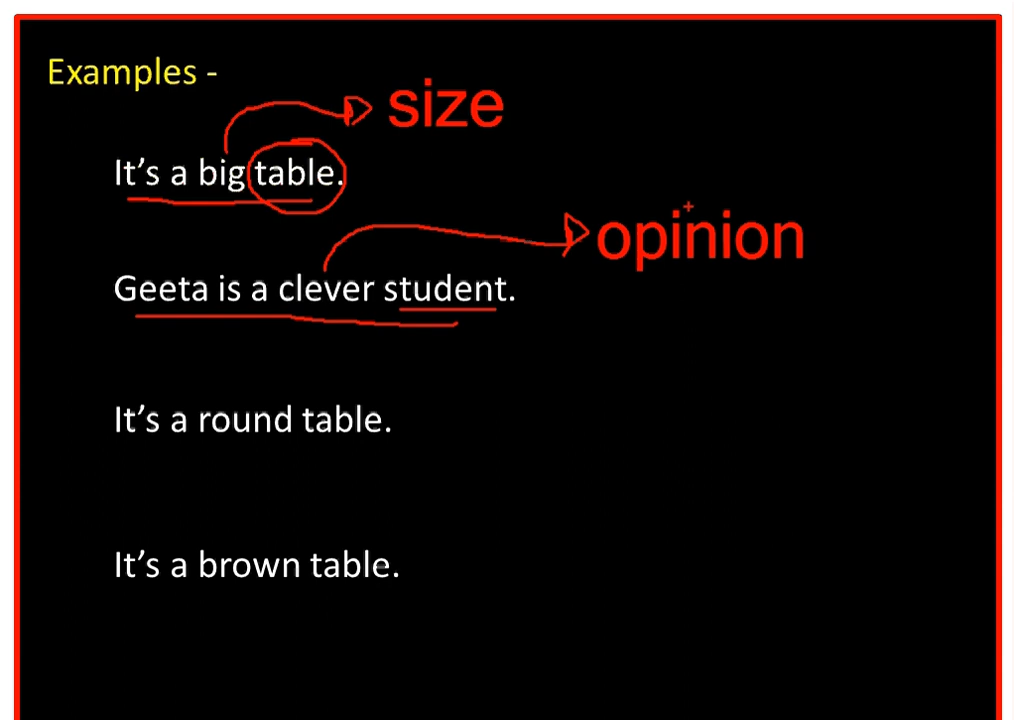 Examples -
size
It's a big table.
opinion
Geeta is a clever student.
It's a round table.
It's a brown table.